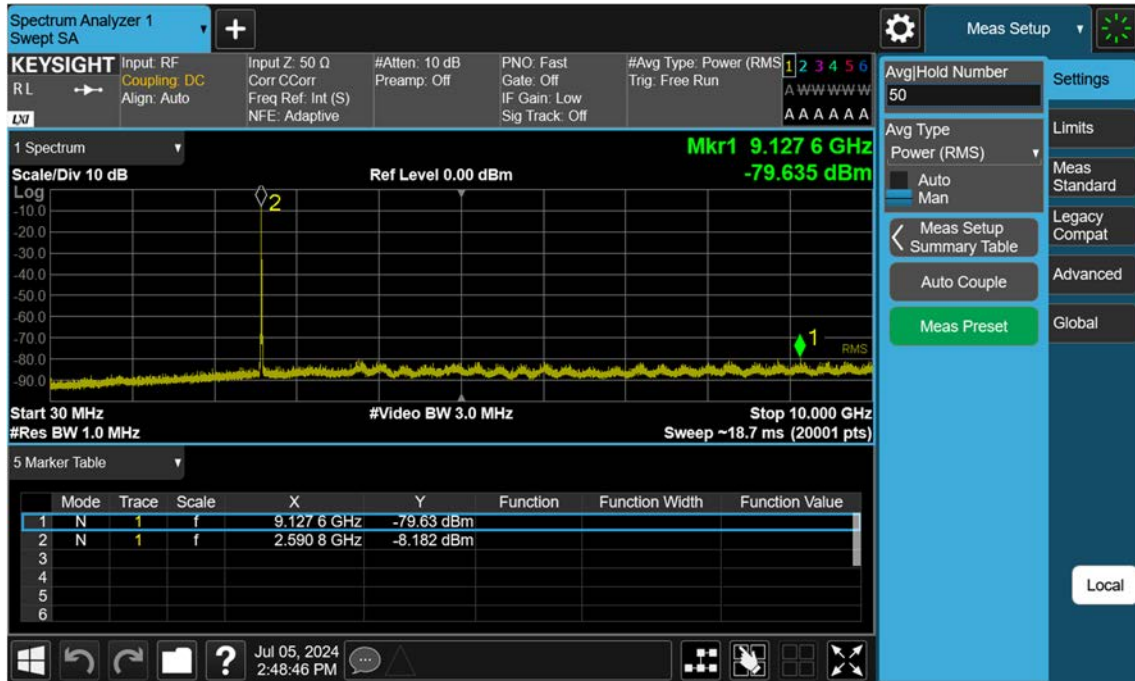 Spectrum Analyzer 1
Swept SA
+
Meas Setup
KEYSIGHT
RL
LXI
Input: RF
Coupling: DC
Align: Auto
Input Z: 50 Ω
Corr CCorr
Freq Ref: Int (S)
NFE: Adaptive
#Atten: 10 dB
Preamp: Off
PNO: Fast
Gate: Off
IF Gain: Low
Sig Track: Off
#Avg Type: Power (RMS
Trig: Free Run
1 2 3 4 5 6
A W W W W W
A A A A A A
1 Spectrum
Mkr1 9.127 6 GHz
-79.635 dBm
Scale/Div 10 dB
Ref Level 0.00 dBm
Log
-10.0
-20.0
-30.0
-40.0
-50.0
-60.0
-70.0
-80.0
-90.0
2
1
RMS
Start 30 MHz
#Video BW 3.0 MHz
Stop 10.000 GHz
#Res BW 1.0 MHz
Sweep ~18.7 ms (20001 pts)
5 Marker Table
Mode Trace Scale X Y Function Function Width Function Value
1 N 1 f 9.127 6 GHz -79.63 dBm
2 N 1 f 2.590 8 GHz -8.182 dBm
3
4
5
6
Avg|Hold Number
50
Avg Type
Power (RMS)
Auto
Man
Meas Setup
Summary Table
Auto Couple
Meas Preset
Settings
Limits
Meas
Standard
Legacy
Compat
Advanced
Global
Local
?
Jul 05, 2024
2:48:46 PM